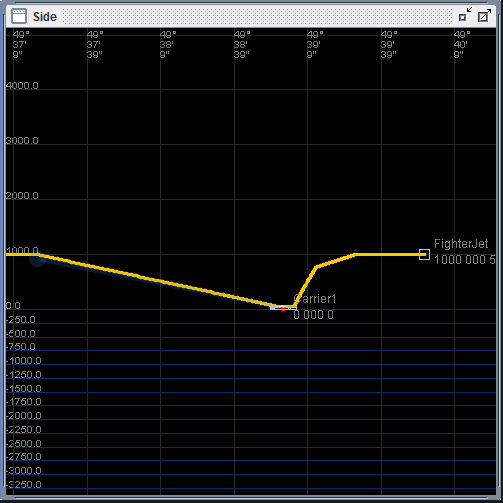 Side
49° 49° 49° 49° 49° 49° 49°
37' 37' 38' 38' 39' 39' 40'
9" 39" 9" 39" 9" 39" 9"
4000.0
3000.0
2000.0
FighterJet
1000.0
1000 000 5
Carrier1
0 0
0 000 0
-250.0
-500.0
-750.0
-1000.0
-1250.0
-1500.0
-1750.0
-2000.0
-2250.0
-2500.0
-2750.0
-3000.0
-3250.0